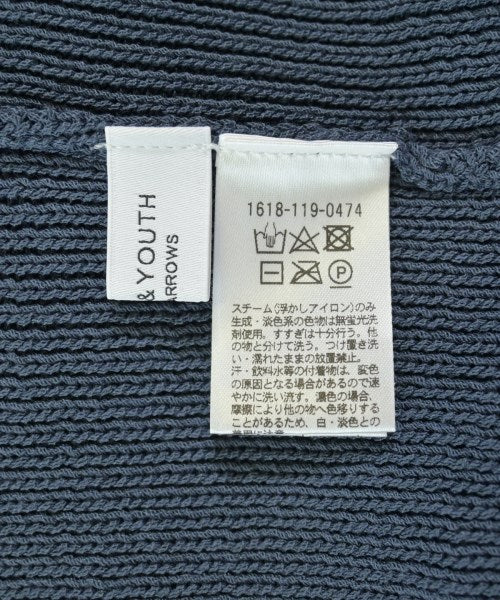 & YOUTH
ARROWS
1618-119-0474
P
スチーム(浮かしアイロン)のみ
生成・淡色系の色物は無蛍光洗
剤使用。すすぎは十分行う。他
の物と分けて洗う。つけ置き洗
い・濡れたままの放置禁止。
汗・飲料水等の付着物は、変色
の原因となる場合があるので速
やかに洗い流す。濃色の場合、
摩擦により他の物へ色移りする
ことがあるため、白・淡色との